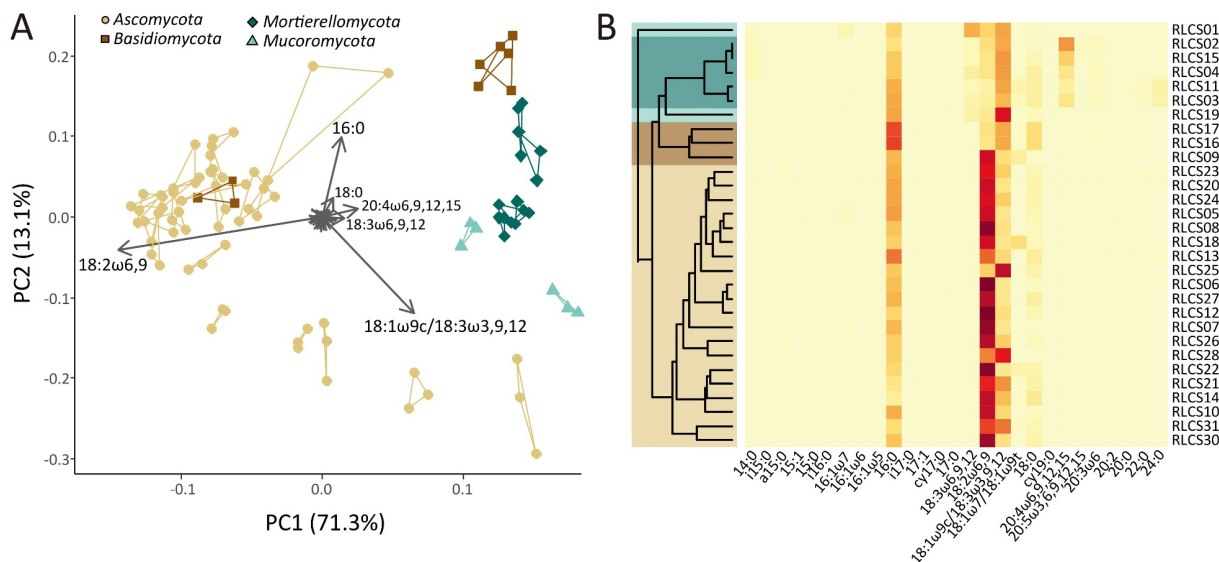 A
Ascomycota
Basidiomycota
Mortierellomycota
Mucoromycota
0.2
0.1
0.0
-0.1
-0.2
-0.3
PC2 (13.1%)
16:0
18:0
20:4ω6,9,12,15
18:3ω6,9,12
18:2ω6,9
18:1ω9c/18:3ω3,9,12
-0.1
0.0
0.1
PC1 (71.3%)
B
RLCS01
RLCS02
RLCS15
RLCS04
RLCS11
RLCS03
RLCS19
RLCS17
RLCS16
RLCS09
RLCS23
RLCS20
RLCS24
RLCS05
RLCS08
RLCS18
RLCS13
RLCS25
RLCS06
RLCS27
RLCS12
RLCS07
RLCS26
RLCS28
RLCS22
RLCS21
RLCS14
RLCS10
RLCS31
RLCS30
14:0
i15:0
a15:0
15:1
15:0
i16:0
16:1ω7
16:1ω6
16:1ω5
16:0
i17:0
17:1
cy17:0
17:0
18:3ω6,9,12
18:2ω6,9
18:1ω9c/18:3ω3,9,12
18:1ω7/18:1ω9t
18:0
cy19:0
20:4ω6,9,12,15
20:5ω3,6,9,12,15
20:3ω6
20:2
20:0
22:0
24:0